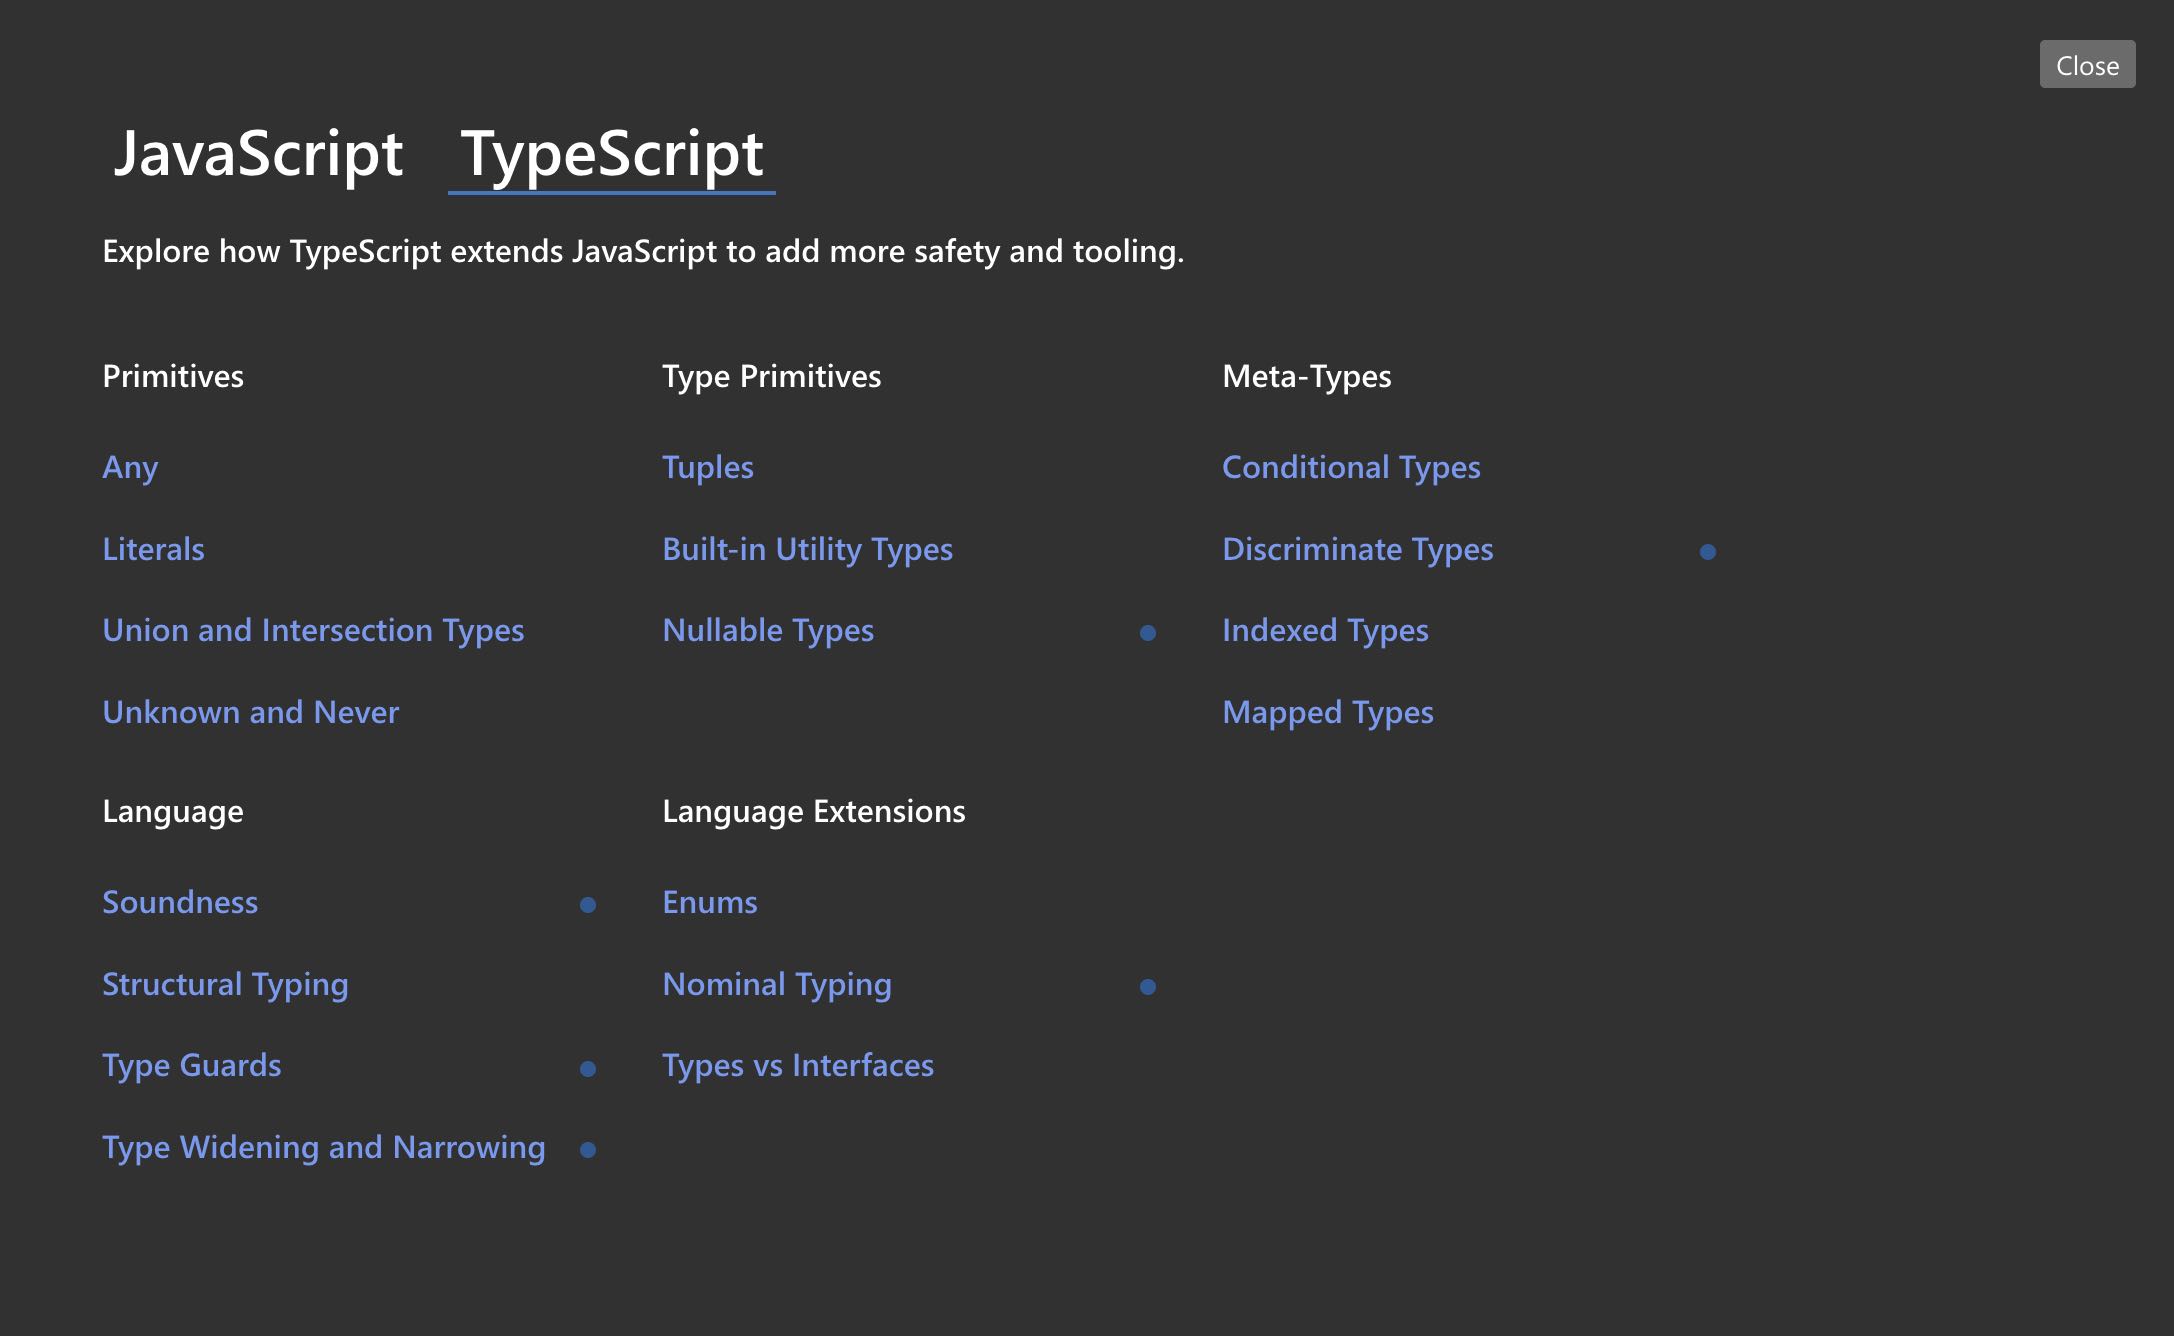 Close
JavaScript TypeScript
Explore how TypeScript extends JavaScript to add more safety and tooling.
Primitives
Any
Literals
Union and Intersection Types
Unknown and Never
Type Primitives
Tuples
Built-in Utility Types
Nullable Types
Meta-Types
Conditional Types
Discriminate Types
Indexed Types
Mapped Types
Language
Soundness
Structural Typing
Type Guards
Type Widening and Narrowing
Language Extensions
Enums
Nominal Typing
Types vs Interfaces